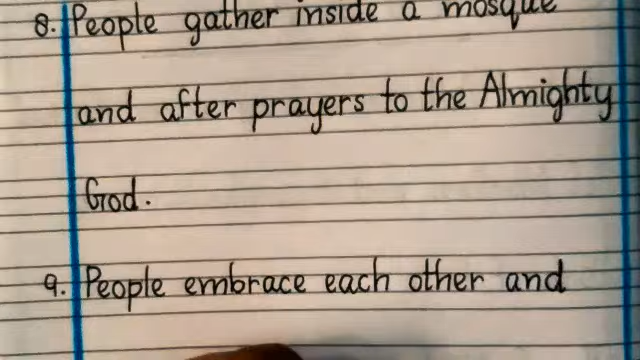 8. People gather inside a mosque
and after prayers to the Almighty
God.
9. People embrace each other and